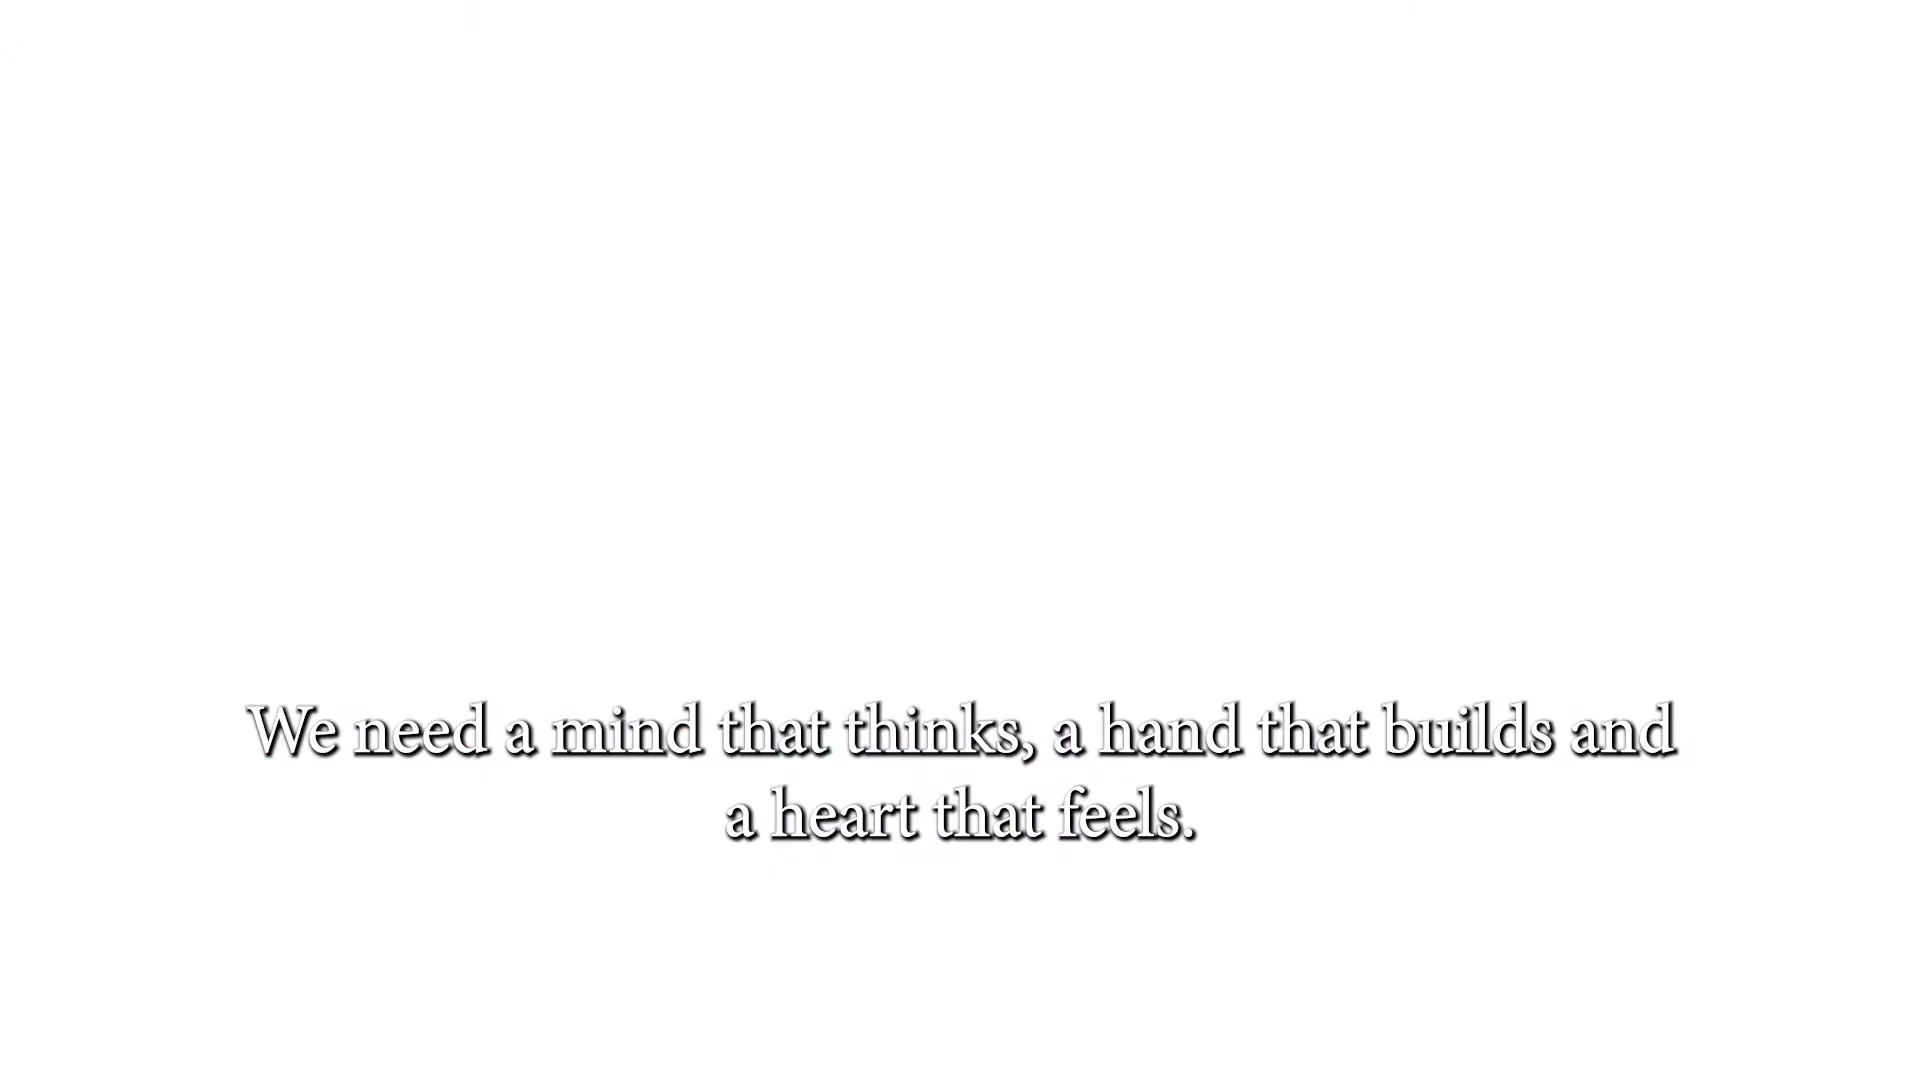 We need a mind that thinks, a hand that builds and
a heart that feels.